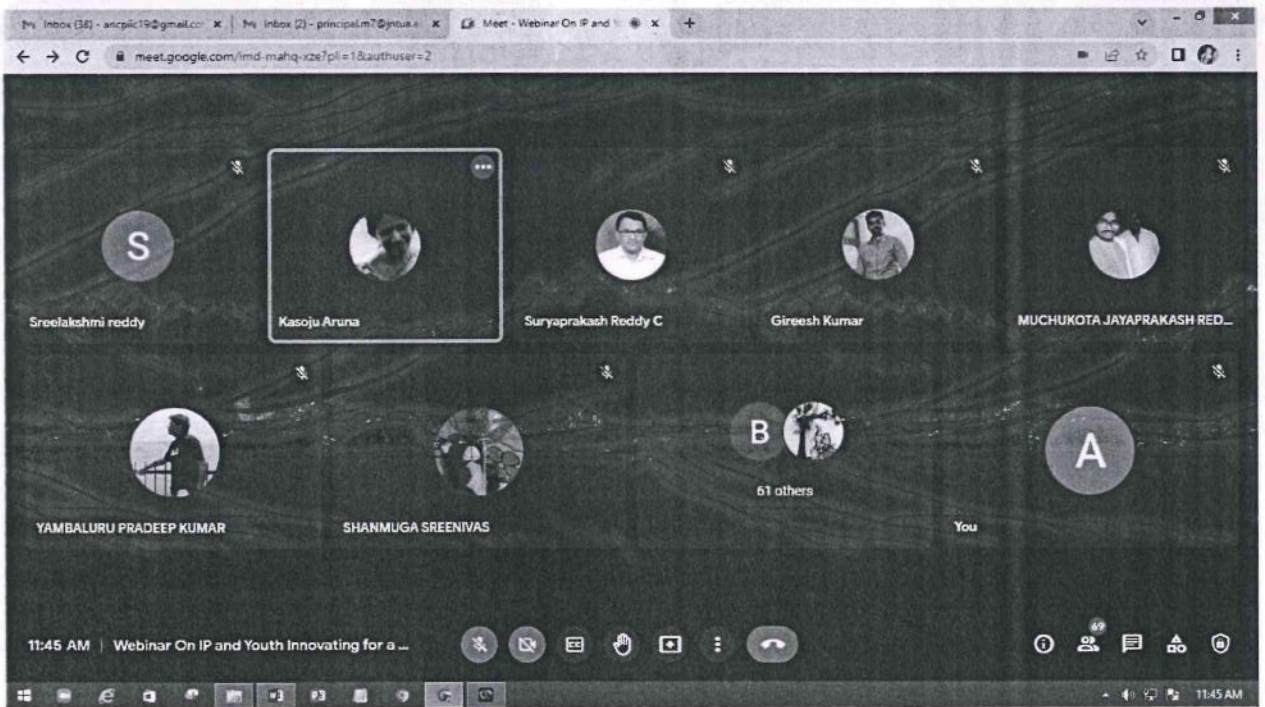 Inbox (38) - ancpiic19@gmail.co
Inbox (2) - principal.m7@jntua.a
Meet - Webinar On IP and
meet.google.com/imd-mahq-xze?pli=1&authuser=2
S
Sreelakshmi reddy
Kasoju Aruna
Suryaprakash Reddy C
Gireesh Kumar
MUCHUKOTA JAYAPRAKASH RED...
YAMBALURU PRADEEP KUMAR
SHANMUGA SREENIVAS
B
61 others
A
You
11:45 AM | Webinar On IP and Youth Innovating for a ...
CC
69
11:45 AM